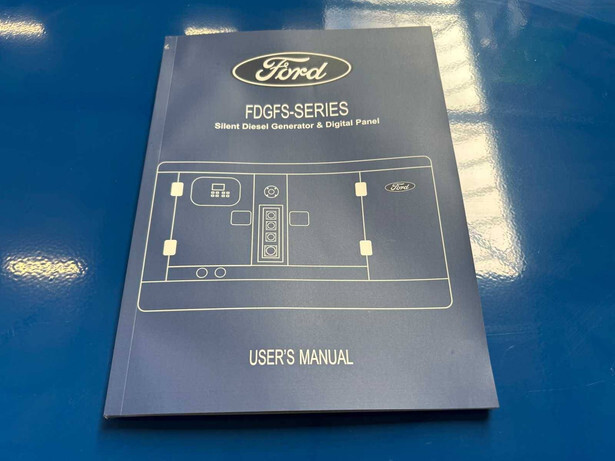 Ford
FDGFS-SERIES
Silent Diesel Generator & Digital Panel
Ford
USER'S MANUAL